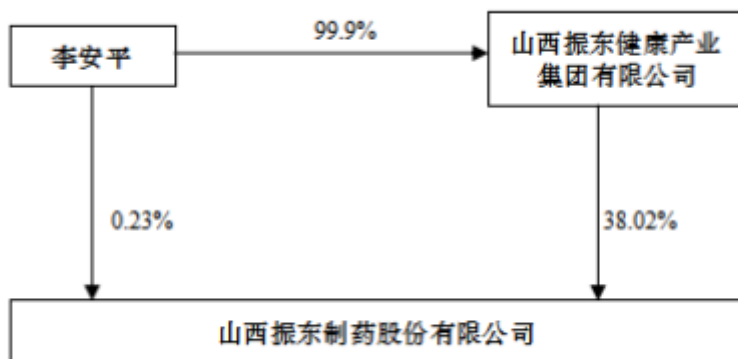 99.9%
李安平
山西振东健康产业
集团有限公司
0.23%
38.02%
山西振东制药股份有限公司